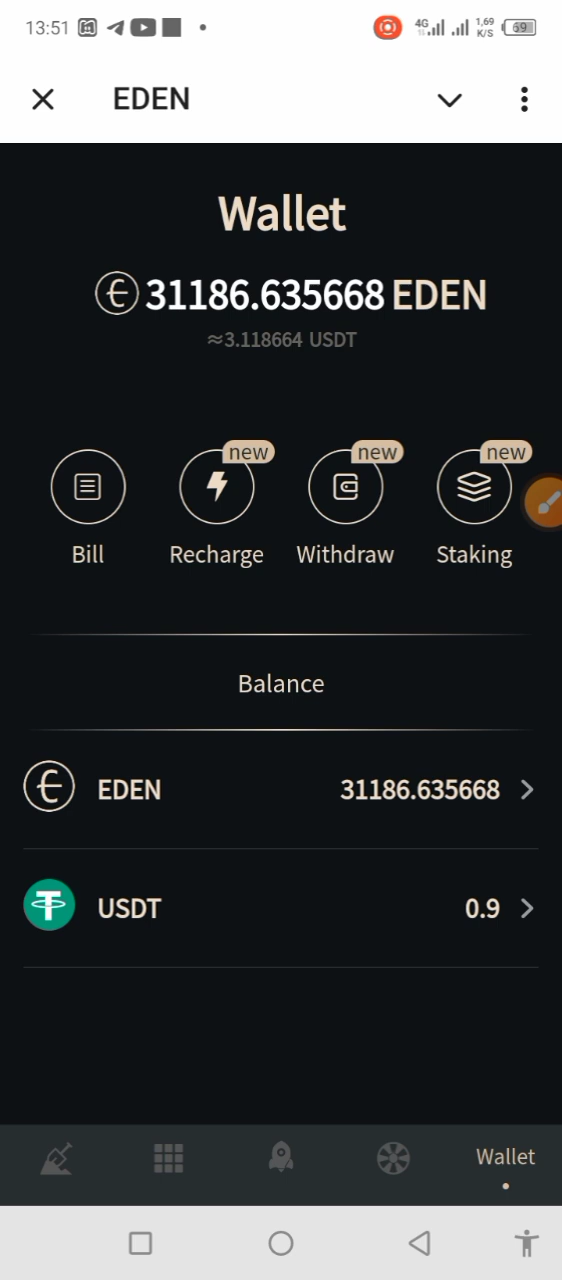 13:51
4G 1,69 K/S 69
EDEN
Wallet
31186.635668 EDEN
≈3.118664 USDT
new new new
Bill Recharge Withdraw Staking
Balance
EDEN 31186.635668
USDT 0.9
Wallet